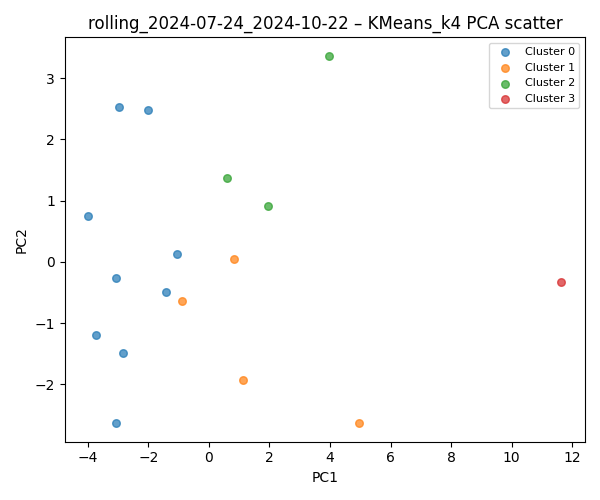 rolling_2024-07-24_2024-10-22 – KMeans_k4 PCA scatter
Cluster 0
Cluster 1
Cluster 2
Cluster 3
3
2
1
0
−1
−2
PC2
−4
−2
0
2
4
6
8
10
12
PC1